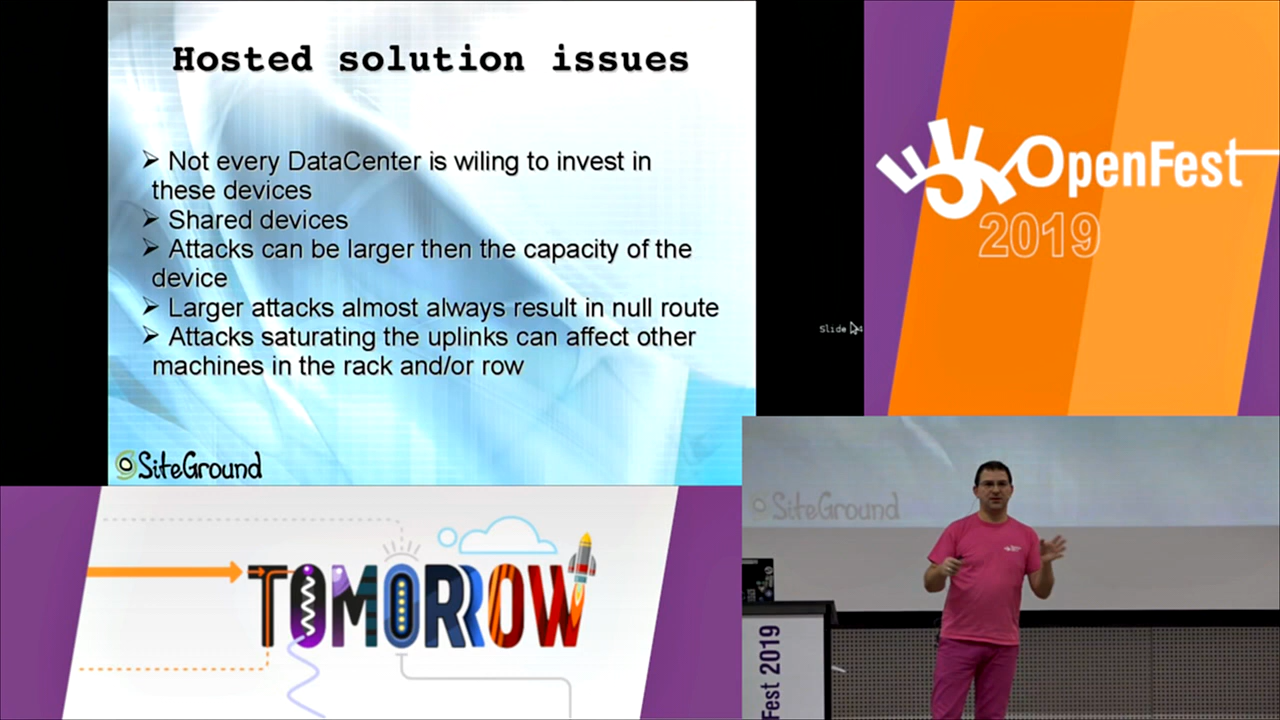 Hosted solution issues
Not every DataCenter is wiling to invest in
these devices
Shared devices
Attacks can be larger then the capacity of the
device
Larger attacks almost always result in null route
Attacks saturating the uplinks can affect other
machines in the rack and/or row
SiteGround
OpenFest
2019
Slide
TOMORROW
SiteGround
Fest 2019